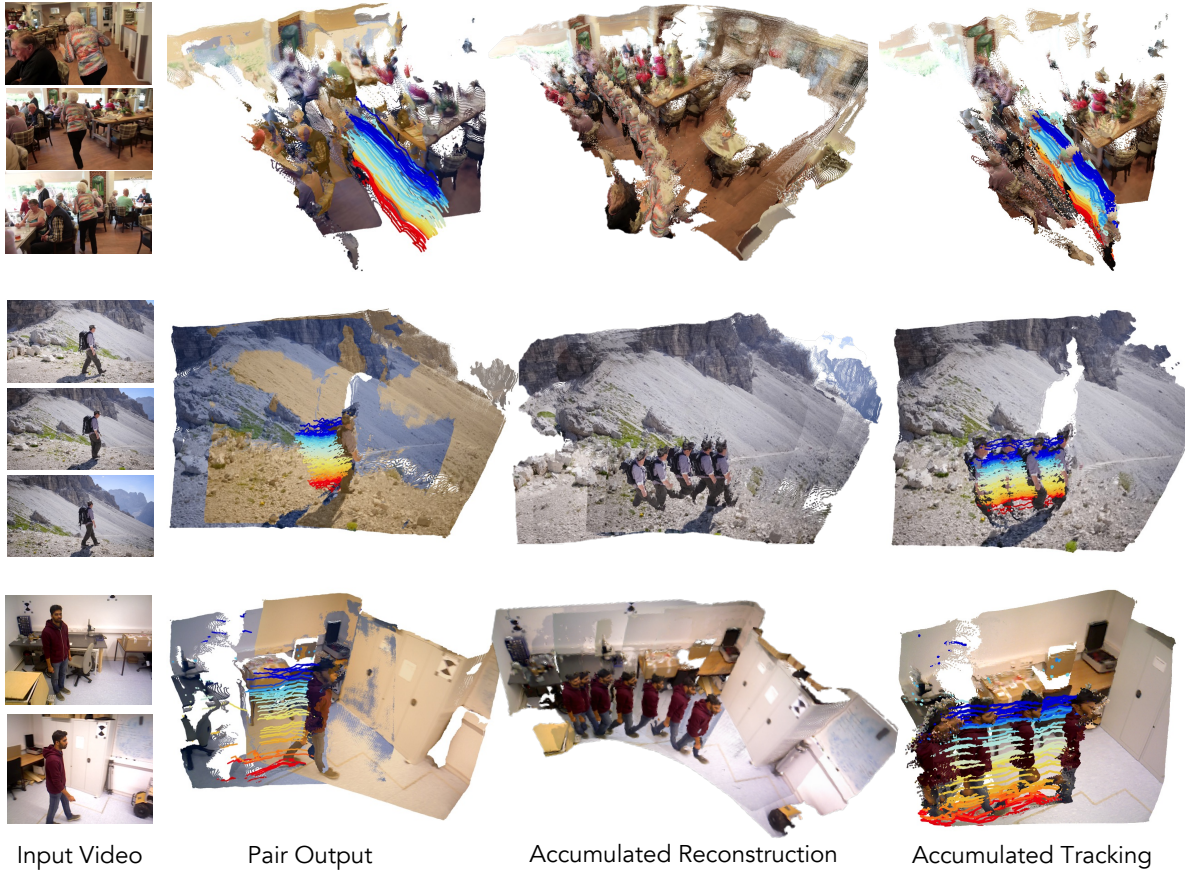 Input Video
Pair Output
Accumulated Reconstruction
Accumulated Tracking